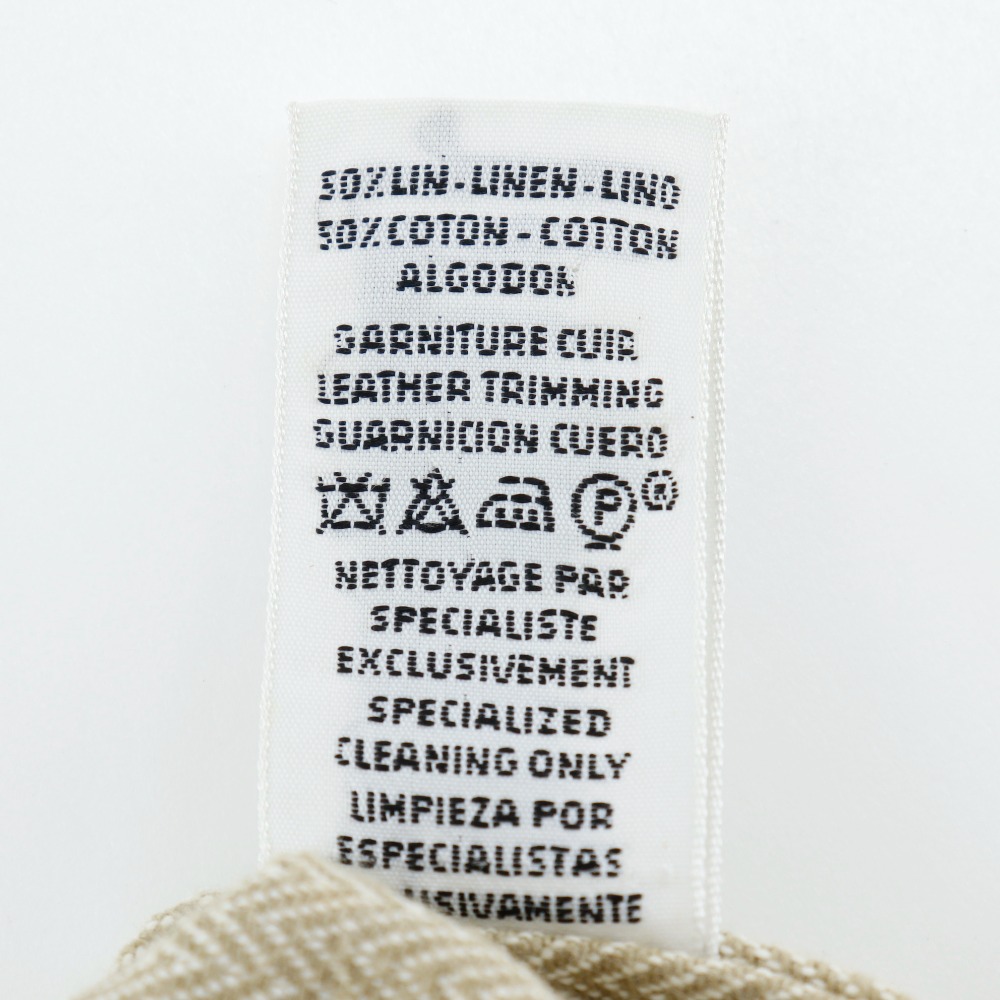 50% LIN - LINEN - LINO
50% COTON - COTTON
ALGODON
GARNITURE CUIR
LEATHER TRIMMING
GUARNICION CUERO
P ®
NETTOYAGE PAR
SPECIALISTE
EXCLUSIVEMENT
SPECIALIZED
CLEANING ONLY
LIMPIEZA POR
ESPECIALISTAS
USIVAMENTE